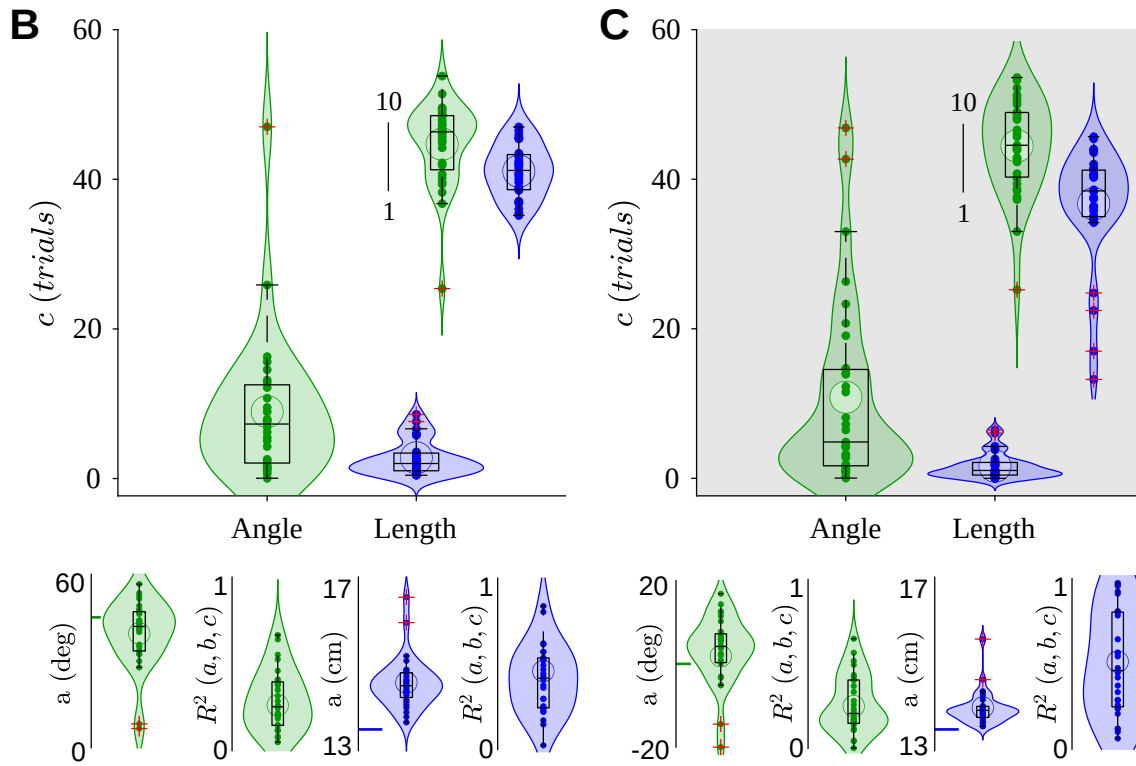 B
c (trials)
60
40
20
0
10
1
Angle
Length
60
0
a (deg)
1
0
R² (a, b, c)
17
13
a (cm)
1
0
R² (a, b, c)
C
c (trials)
60
40
20
0
10
1
Angle
Length
20
-20
a (deg)
1
0
R² (a, b, c)
17
13
a (cm)
1
0
R² (a, b, c)